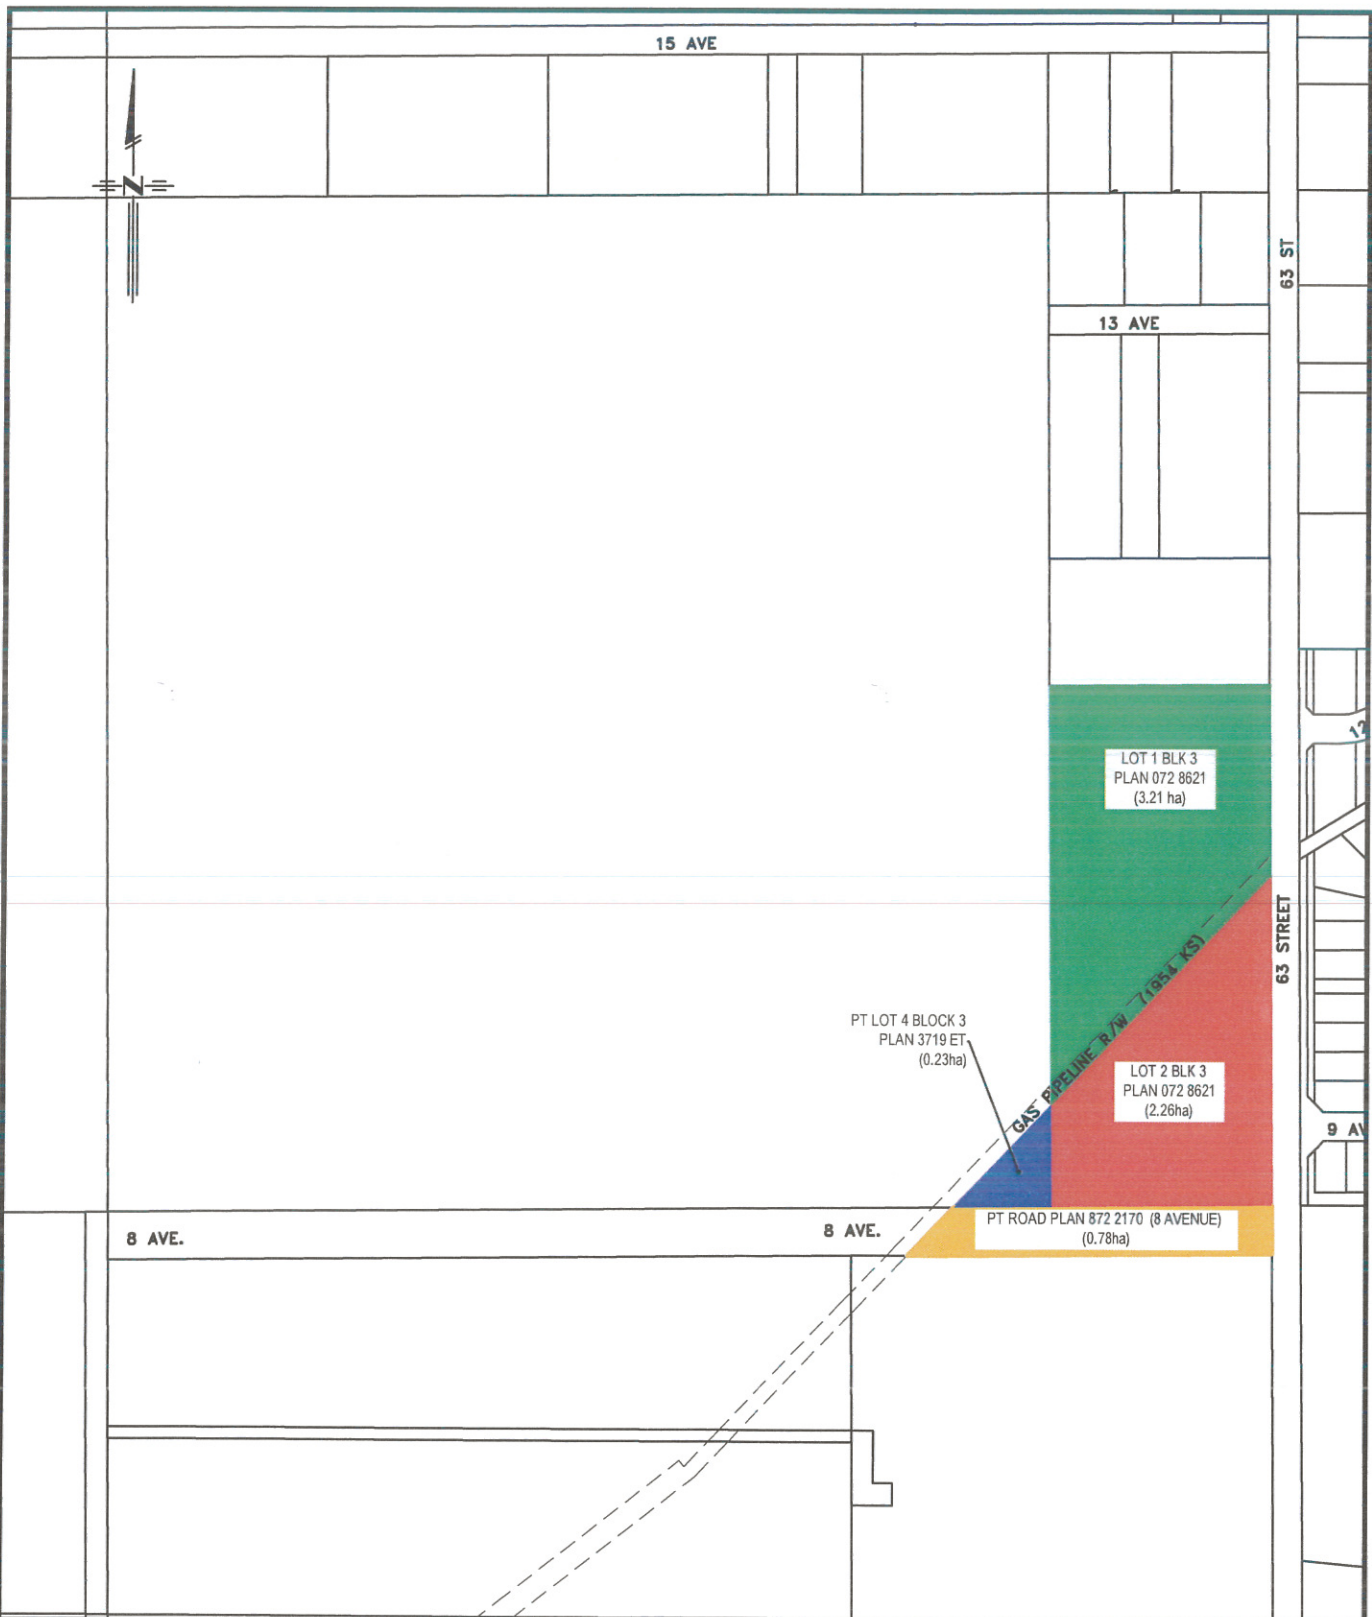 15 AVE
N
63 ST
13 AVE
12
LOT 1 BLK 3
PLAN 072 8621
(3.21 ha)
63 STREET
GAS PIPELINE R/W (1954 KS)
PT LOT 4 BLOCK 3
PLAN 3719 ET
(0.23ha)
LOT 2 BLK 3
PLAN 072 8621
(2.26ha)
9 AV
8 AVE.
8 AVE.
PT ROAD PLAN 872 2170 (8 AVENUE)
(0.78ha)